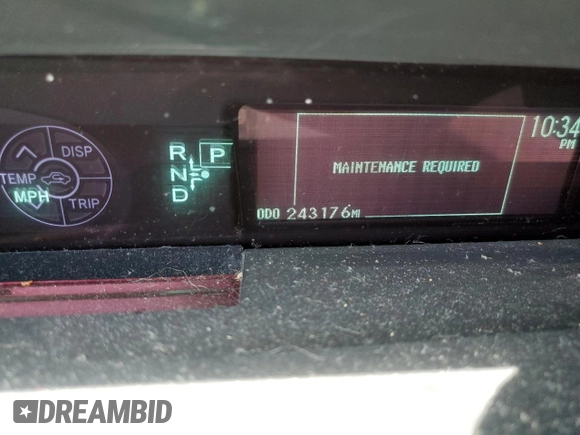 DISP
TEMP
MPH
TRIP
R
P
N
D
10:34
PM
MAINTENANCE REQUIRED
ODO 243176MI
DREAMBID